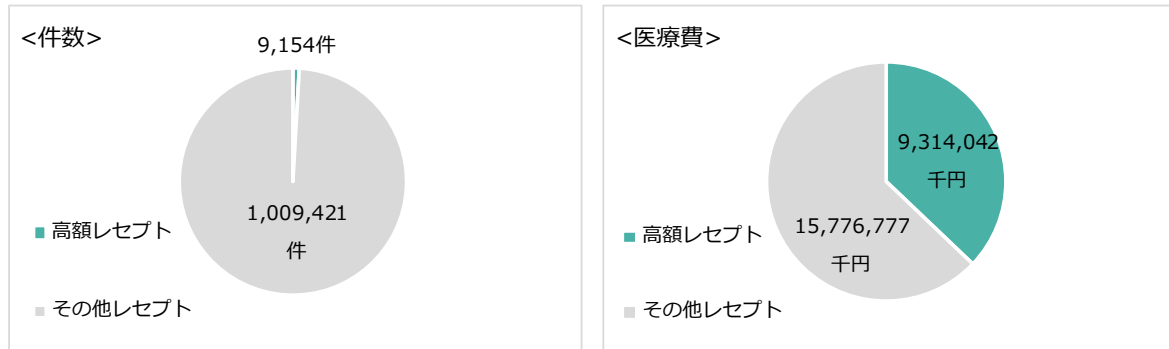 <件数>
9,154件
1,009,421
件
高額レセプト
その他レセプト
<医療費>
9,314,042
千円
15,776,777
千円
高額レセプト
その他レセプト